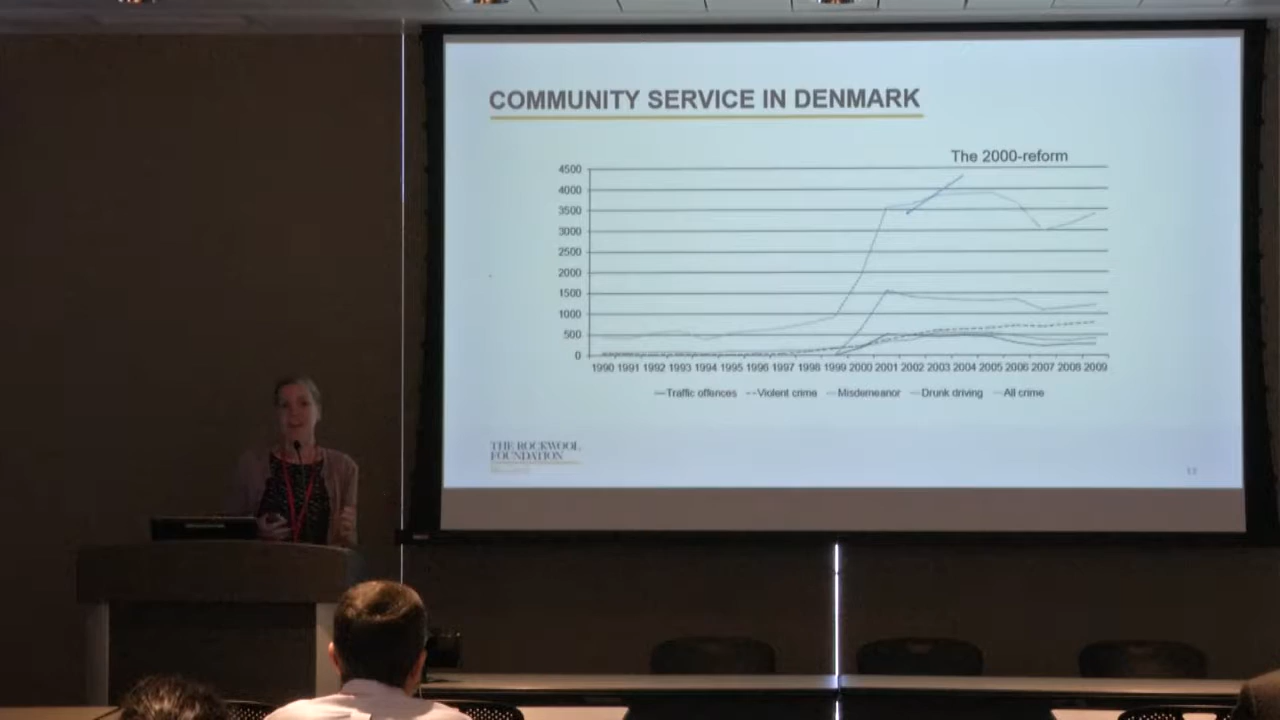 COMMUNITY SERVICE IN DENMARK
The 2000-reform
4500
4000
3500
3000
2500
2000
1500
1000
500
0
1990 1991 1992 1993 1994 1995 1996 1997 1998 1999 2000 2001 2002 2003 2004 2005 2006 2007 2008 2009
Traffic offences Violent crime Misdemeanor Drunk driving All crime
THE ROCKWOOL
FOUNDATION
13